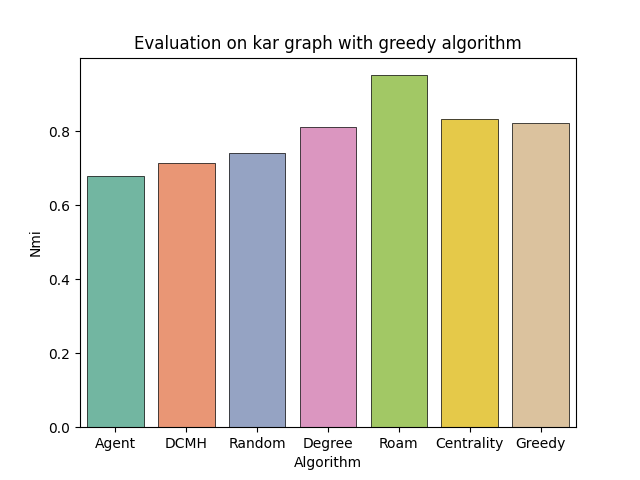 Evaluation on kar graph with greedy algorithm
0.8
0.6
0.4
0.2
0.0
Nmi
Agent DCMH Random Degree Roam Centrality Greedy
Algorithm